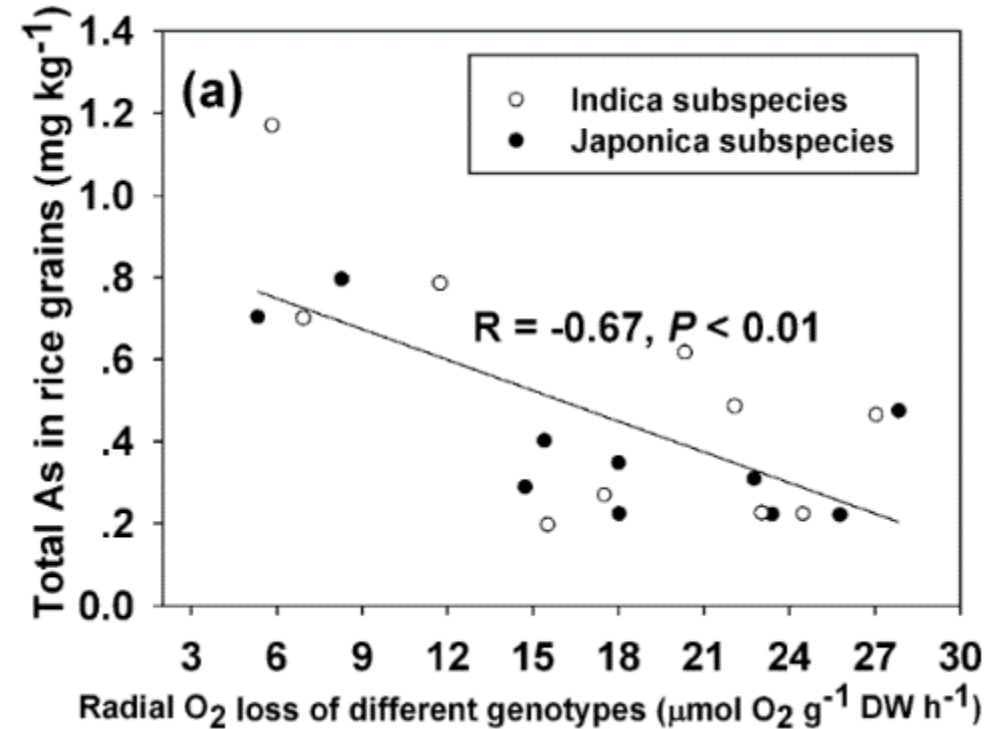 Total As in rice grains (mg kg⁻¹)
1.4
1.2
1.0
.8
.6
.4
.2
0.0
(a)
Indica subspecies
Japonica subspecies
R = -0.67, P < 0.01
3 6 9 12 15 18 21 24 27 30
Radial O₂ loss of different genotypes (μmol O₂ g⁻¹ DW h⁻¹)